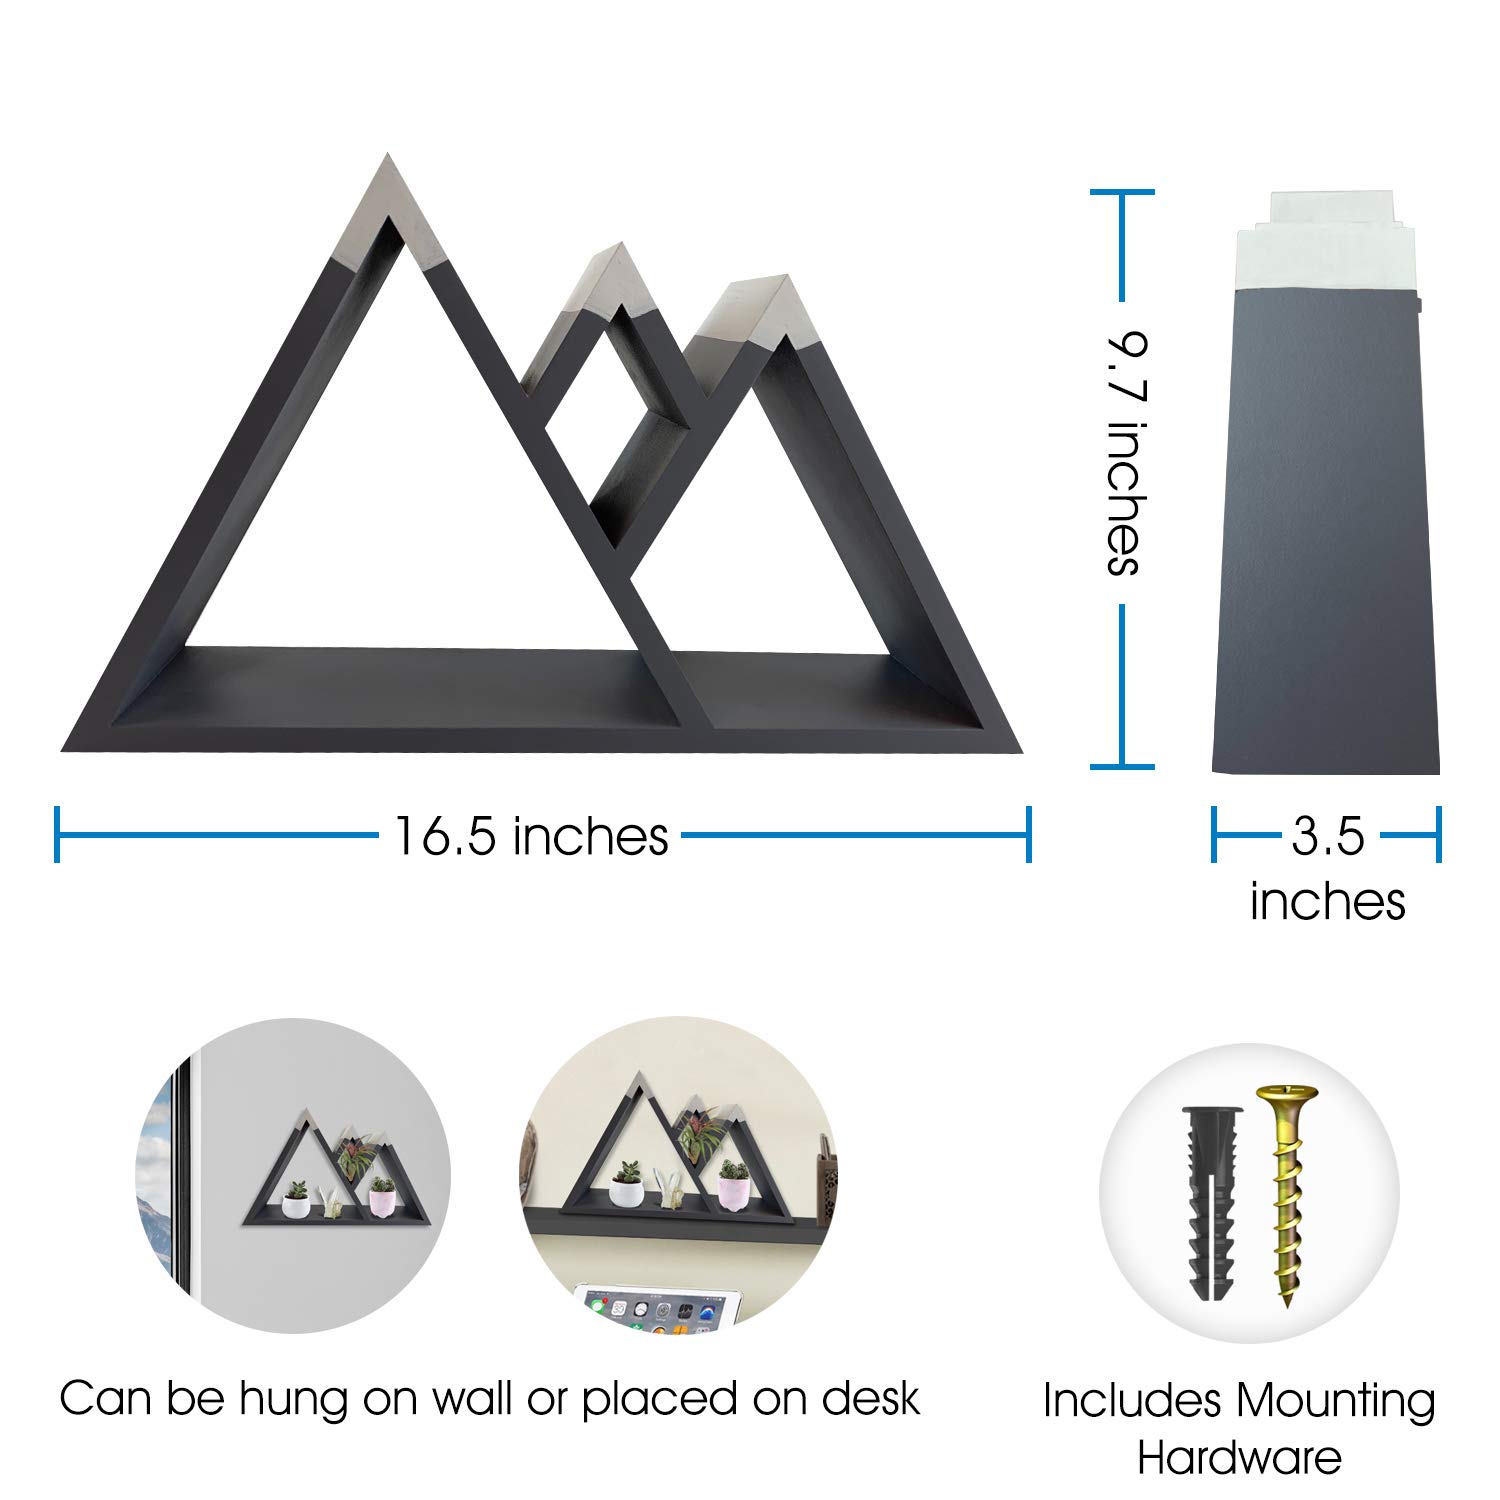 9.7 inches
16.5 inches
3.5
inches
Can be hung on wall or placed on desk
Includes Mounting
Hardware